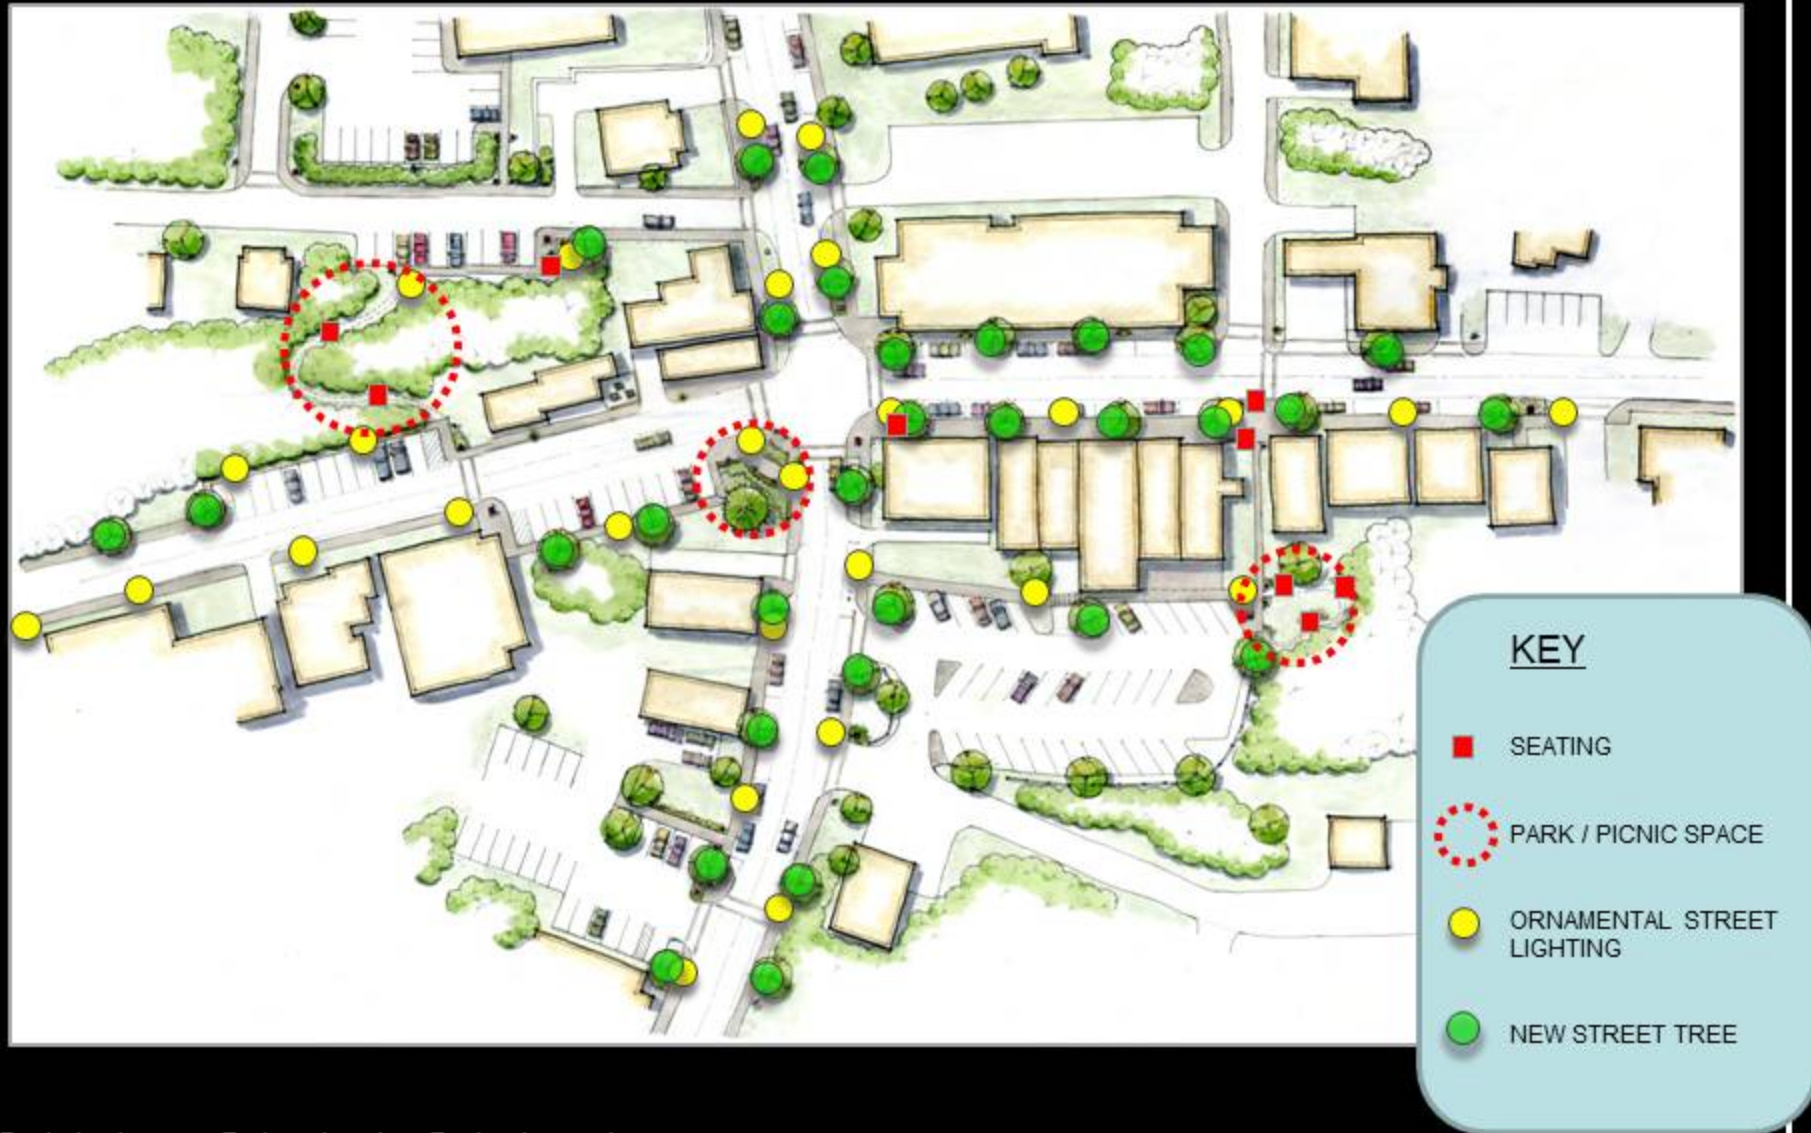 KEY
SEATING
PARK / PICNIC SPACE
ORNAMENTAL STREET
LIGHTING
NEW STREET TREE